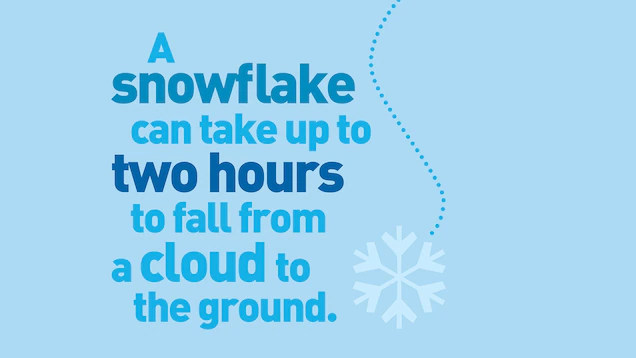 A
snowflake
can take up to
two hours
to fall from
a cloud to
the ground.